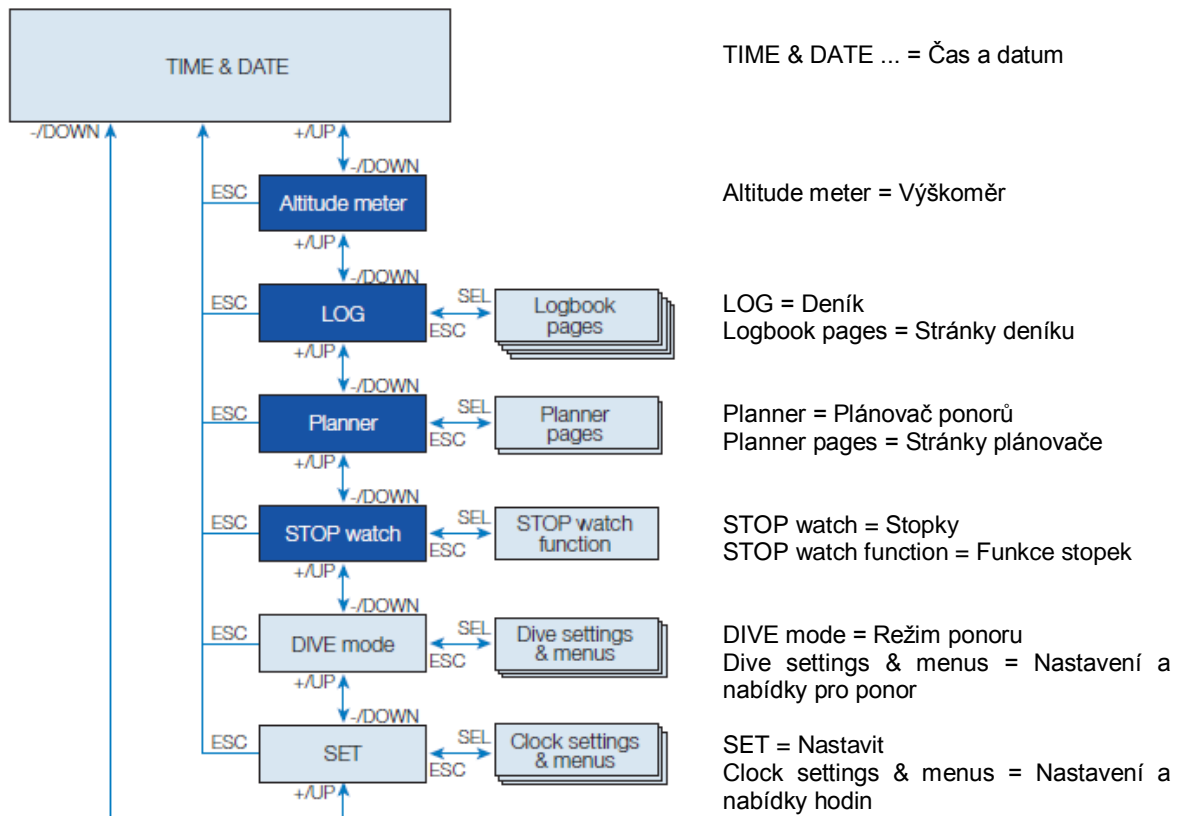 TIME & DATE
TIME & DATE ... = Čas a datum
-/DOWN
+/UP
-/DOWN
ESC
Altitude meter
Altitude meter = Výškoměr
+/UP
-/DOWN
ESC
LOG
SEL
ESC
Logbook
pages
LOG = Deník
Logbook pages = Stránky deníku
+/UP
-/DOWN
ESC
Planner
SEL
ESC
Planner
pages
Planner = Plánovač ponorů
Planner pages = Stránky plánovače
+/UP
-/DOWN
ESC
STOP watch
SEL
ESC
STOP watch
function
STOP watch = Stopky
STOP watch function = Funkce stopek
+/UP
-/DOWN
ESC
DIVE mode
SEL
ESC
Dive settings
& menus
DIVE mode = Režim ponoru
Dive settings & menus = Nastavení a
nabídky pro ponor
+/UP
-/DOWN
ESC
SET
SEL
ESC
Clock settings
& menus
SET = Nastavit
Clock settings & menus = Nastavení a
nabídky hodin
+/UP